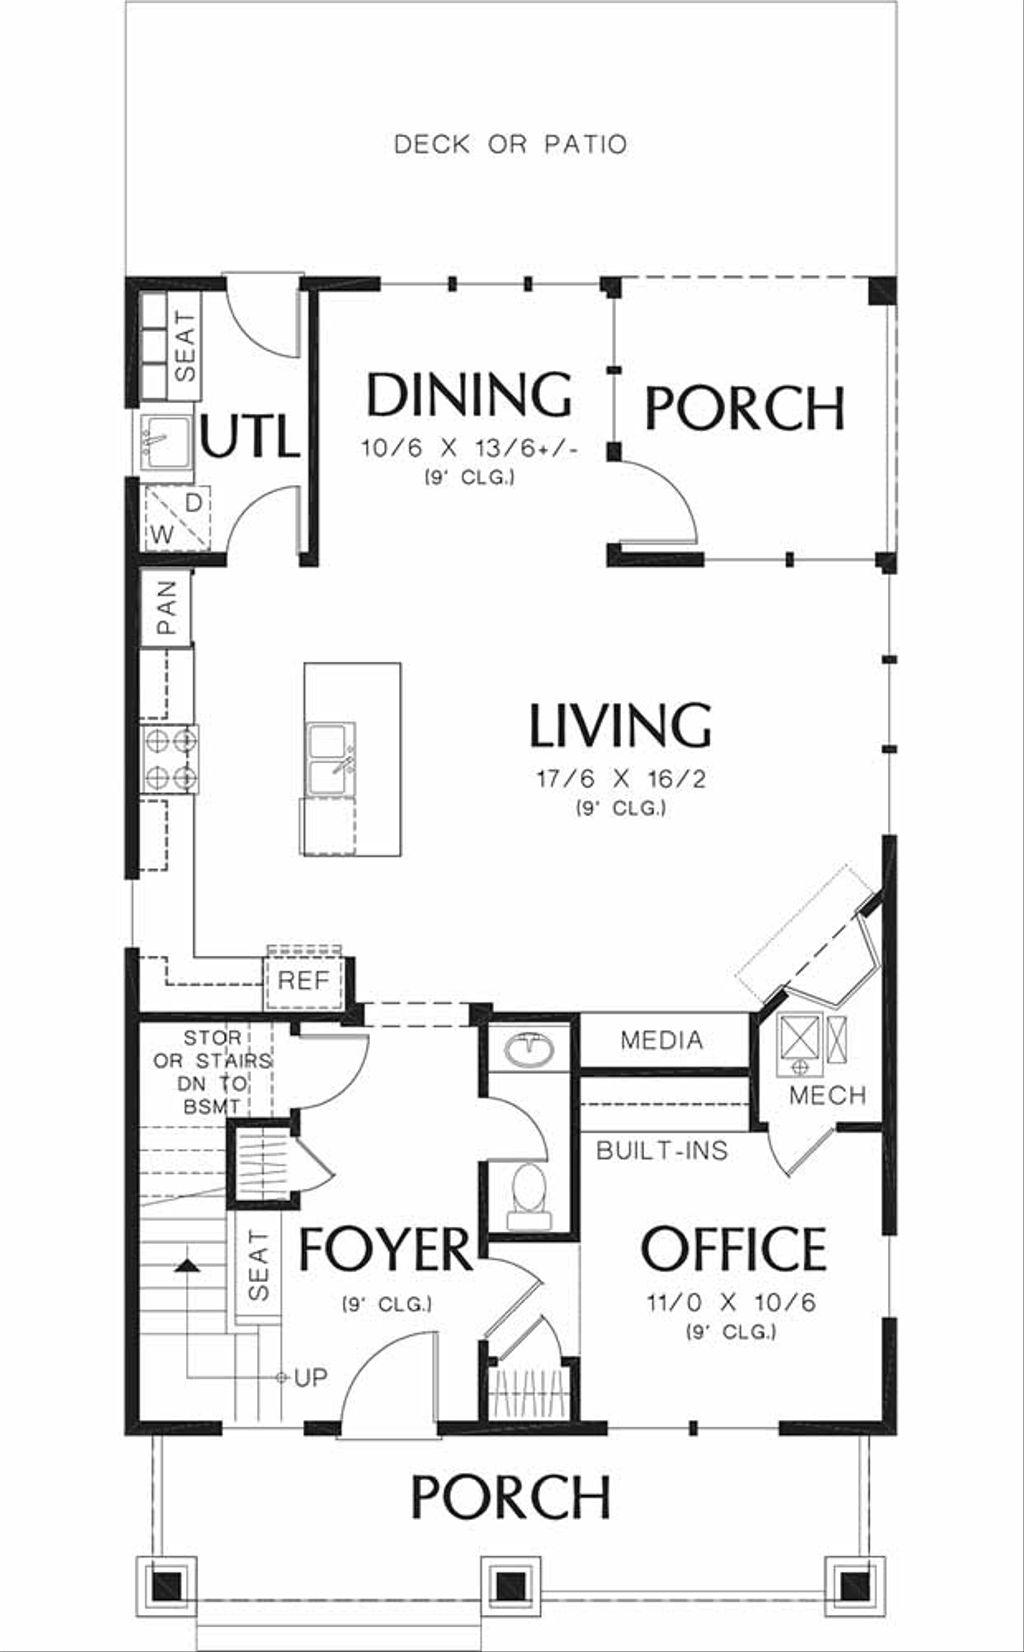 DECK OR PATIO
SEAT
UTL
D
W
DINING
10/6 X 13/6+/-
(9' CLG.)
PORCH
PAN
LIVING
17/6 X 16/2
(9' CLG.)
REF
STOR
OR STAIRS
DN TO
BSMT
MEDIA
MECH
BUILT-INS
SEAT
FOYER
(9' CLG.)
OFFICE
11/0 X 10/6
(9' CLG.)
UP
PORCH